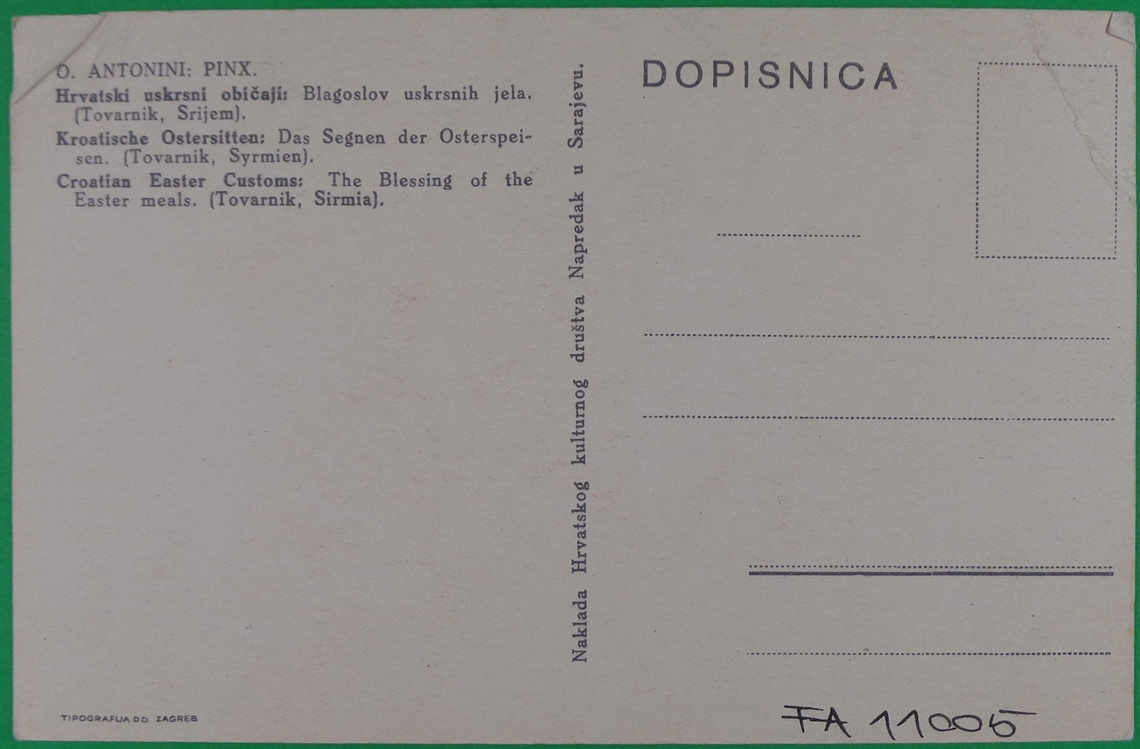 O. ANTONINI: PINX.
Hrvatski uskrsni običaji: Blagoslov uskrsnih jela.
(Tovarnik, Srijem).
Kroatische Ostersitten: Das Segnen der Osterspei-
sen. (Tovarnik, Syrmien).
Croatian Easter Customs: The Blessing of the
Easter meals. (Tovarnik, Sirmia).
TIPOGRAFIJA D.D. ZAGREB
Naklada Hrvatskog kulturnog društva Napredak u Sarajevu.
DOPISNICA
FA 11005